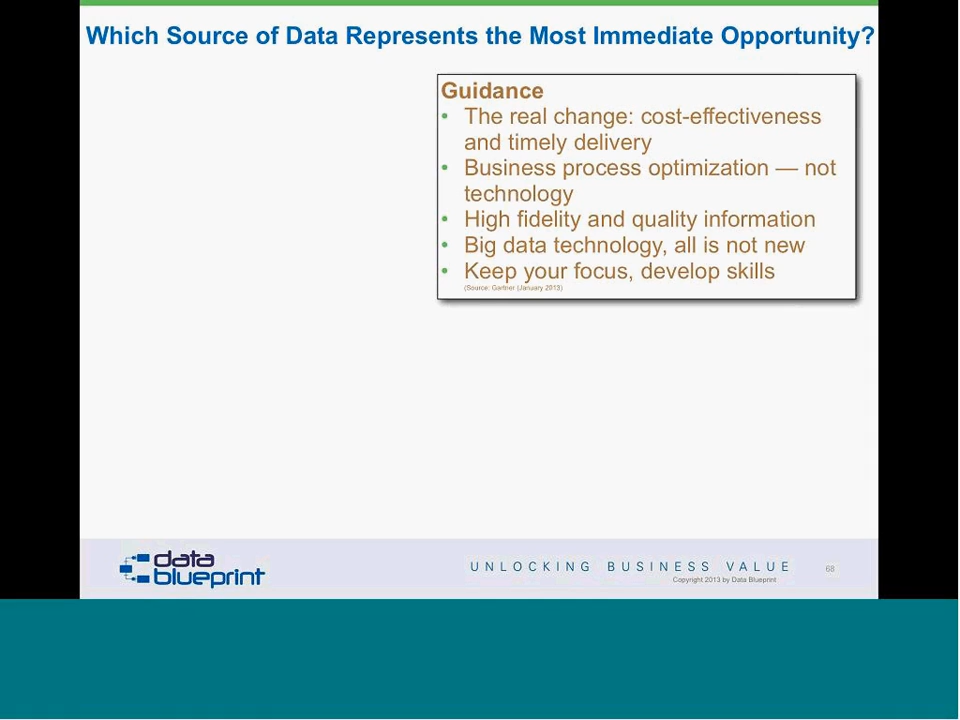 Which Source of Data Represents the Most Immediate Opportunity?
Guidance
• The real change: cost-effectiveness
and timely delivery
• Business process optimization — not
technology
• High fidelity and quality information
• Big data technology, all is not new
• Keep your focus, develop skills
(Source: Gartner (January 2013)
data
blueprint
UNLOCKING BUSINESS VALUE
68
Copyright 2013 by Data Blueprint